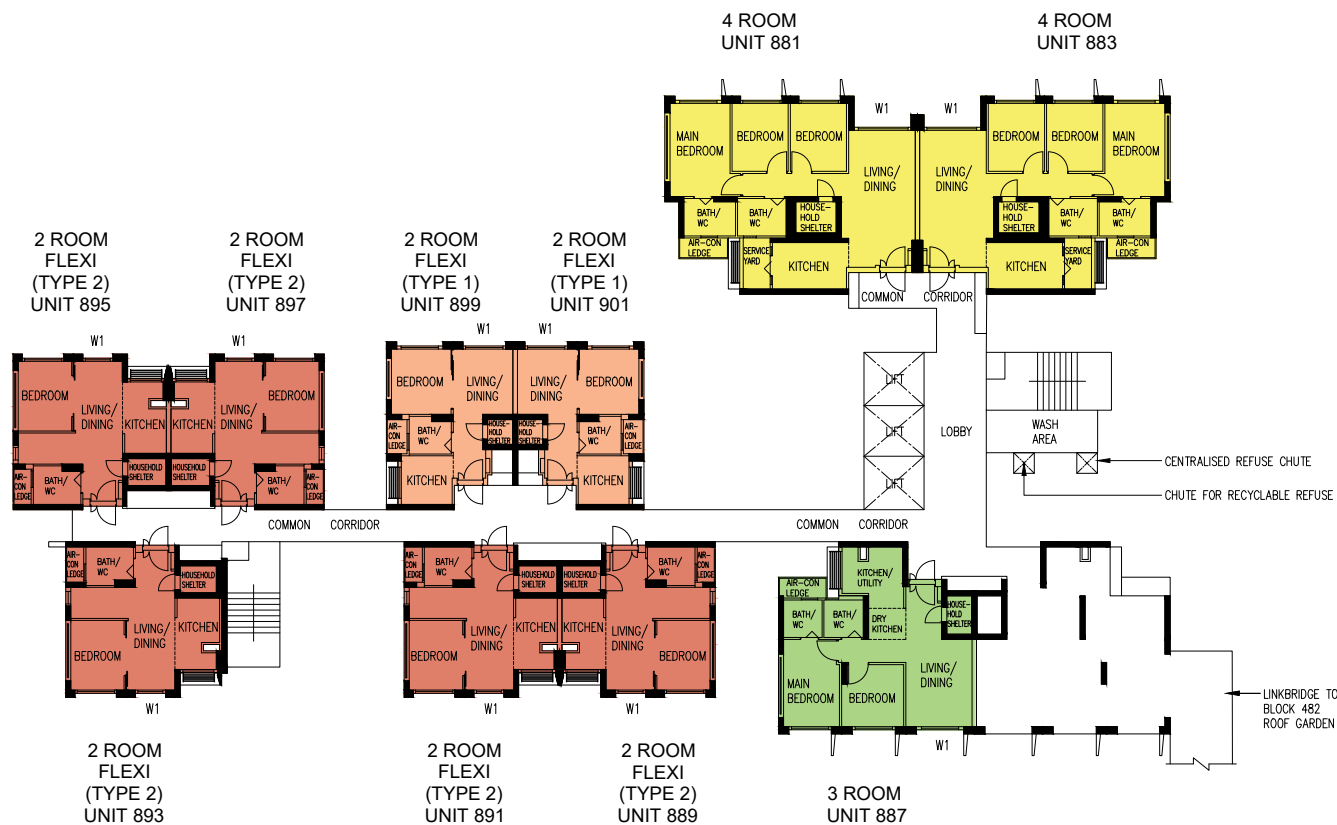 4 ROOM
UNIT 881
4 ROOM
UNIT 883
W1
W1
MAIN
BEDROOM
BEDROOM
BEDROOM
LIVING/
DINING
LIVING/
DINING
BEDROOM
BEDROOM
MAIN
BEDROOM
BATH/
WC
BATH/
WC
HOUSE-
HOLD
SHELTER
HOUSE-
HOLD
SHELTER
BATH/
WC
BATH/
WC
AIR-CON
LEDGE
SERVICE
YARD
KITCHEN
KITCHEN
SERVICE
YARD
AIR-CON
LEDGE
COMMON CORRIDOR
2 ROOM
FLEXI
(TYPE 2)
UNIT 895
2 ROOM
FLEXI
(TYPE 2)
UNIT 897
2 ROOM
FLEXI
(TYPE 1)
UNIT 899
2 ROOM
FLEXI
(TYPE 1)
UNIT 901
W1
W1
W1
W1
BEDROOM
LIVING/
DINING
KITCHEN
KITCHEN
LIVING/
DINING
BEDROOM
HOUSEHOLD
SHELTER
HOUSEHOLD
SHELTER
AIR-
CON
LEDGE
BATH/
WC
BATH/
WC
AIR-
CON
LEDGE
BEDROOM
LIVING/
DINING
LIVING/
DINING
BEDROOM
AIR-
CON
LEDGE
BATH/
WC
HOUSE-
HOLD
SHELTER
HOUSE-
HOLD
SHELTER
BATH/
WC
AIR-
CON
LEDGE
KITCHEN
KITCHEN
LIFT
LIFT
LIFT
LOBBY
WASH
AREA
CENTRALISED REFUSE CHUTE
CHUTE FOR RECYCLABLE REFUSE
COMMON CORRIDOR
COMMON CORRIDOR
AIR-
CON
LEDGE
BATH/
WC
HOUSEHOLD
SHELTER
BEDROOM
LIVING/
DINING
KITCHEN
W1
AIR-
CON
LEDGE
BATH/
WC
HOUSEHOLD
SHELTER
HOUSEHOLD
SHELTER
BATH/
WC
AIR-
CON
LEDGE
BEDROOM
LIVING/
DINING
KITCHEN
KITCHEN
LIVING/
DINING
BEDROOM
W1
W1
KITCHEN/
UTILITY
AIR-CON
LEDGE
BATH/
WC
BATH/
WC
DRY
KITCHEN
HOUSE-
HOLD
SHELTER
MAIN
BEDROOM
BEDROOM
LIVING/
DINING
W1
LINKBRIDGE TO
BLOCK 482
ROOF GARDEN
2 ROOM
FLEXI
(TYPE 2)
UNIT 893
2 ROOM
FLEXI
(TYPE 2)
UNIT 891
2 ROOM
FLEXI
(TYPE 2)
UNIT 889
3 ROOM
UNIT 887